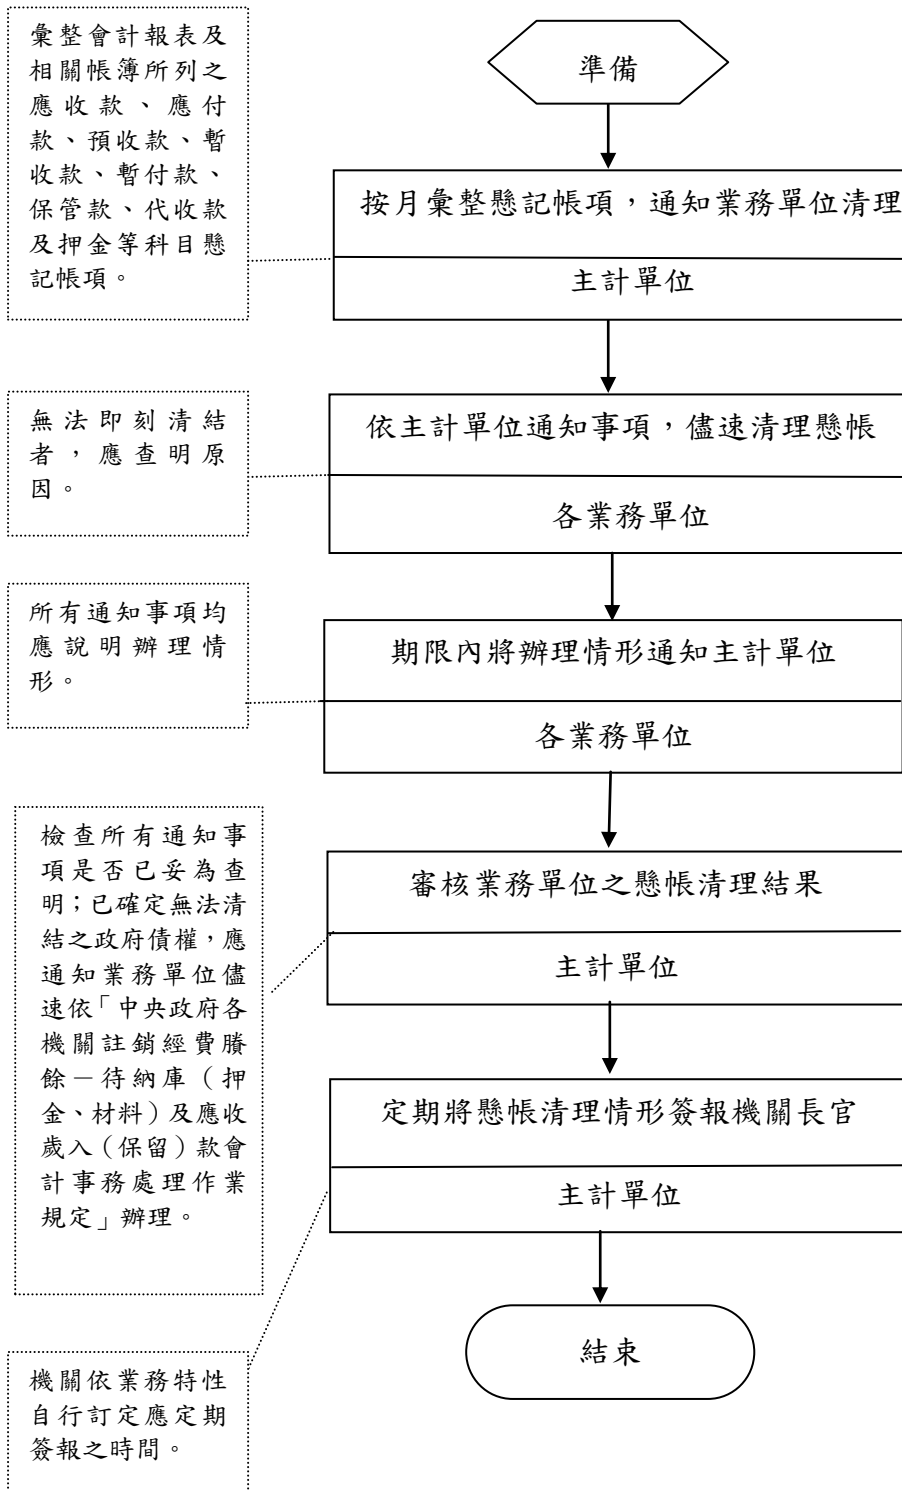 準備
彙整會計報表及
相關帳簿所列之
應收款、應付
款、預收款、暫
收款、暫付款、
保管款、代收款
及押金等科目懸
記帳項。
按月彙整懸記帳項，通知業務單位清理
主計單位
無法即刻清結
者，應查明原
因。
依主計單位通知事項，儘速清理懸帳
各業務單位
所有通知事項均
應說明辦理情
形。
期限內將辦理情形通知主計單位
各業務單位
檢查所有通知事
項是否已妥為查
明；已確定無法清
結之政府債權，應
通知業務單位儘
速依「中央政府各
機關註銷經費賸
餘－待納庫（押
金、材料）及應收
歲入（保留）款會
計事務處理作業
規定」辦理。
審核業務單位之懸帳清理結果
主計單位
定期將懸帳清理情形簽報機關長官
主計單位
機關依業務特性
自行訂定應定期
簽報之時間。
結束